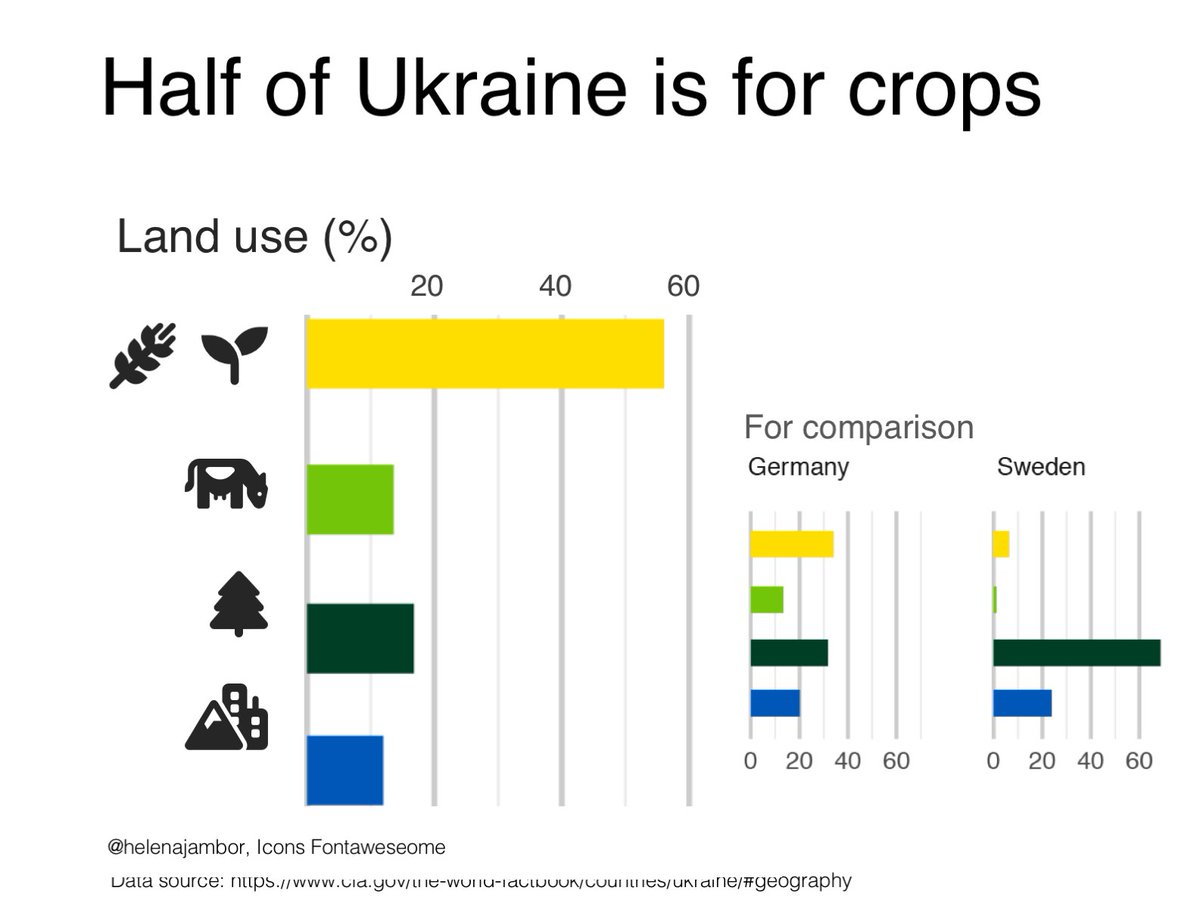 Half of Ukraine is for crops
Land use (%)
20 40 60
For comparison
Germany Sweden
0 20 40 60 0 20 40 60
@helenajambor, Icons Fontaweseome
Data source: https://www.cia.gov/the-world-factbook/countries/ukraine/#geography